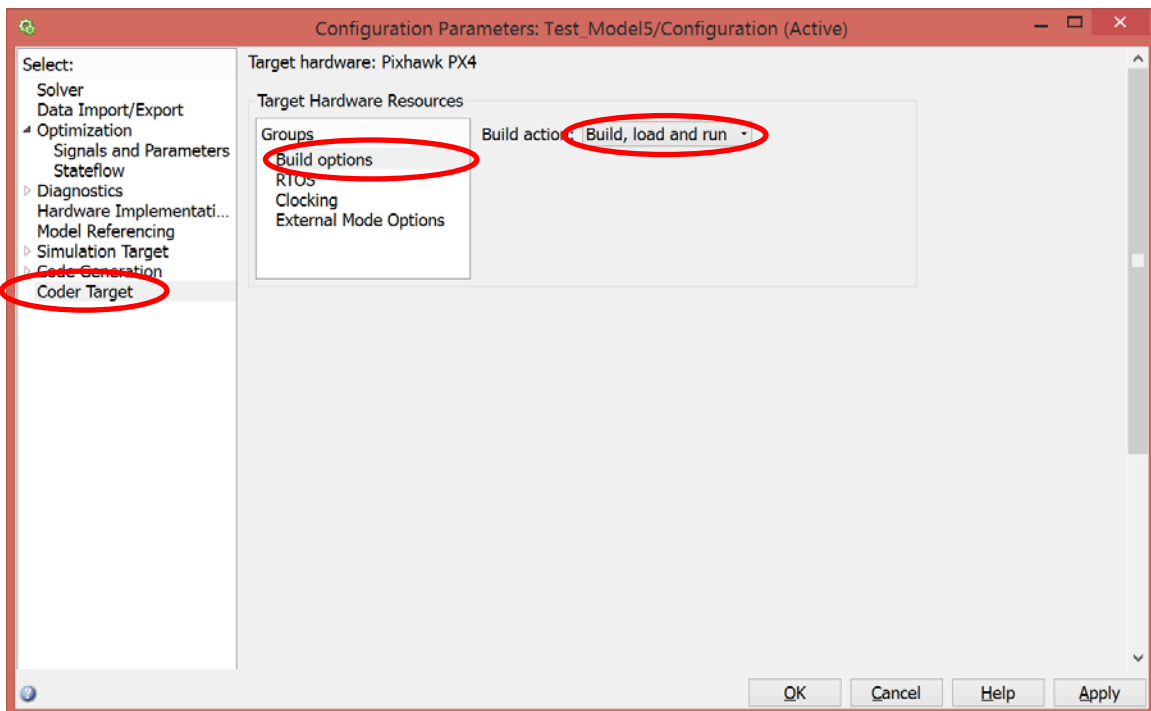 Configuration Parameters: Test_Model5/Configuration (Active)
Select:
Solver
Data Import/Export
Optimization
Signals and Parameters
Stateflow
Diagnostics
Hardware Implementati...
Model Referencing
Simulation Target
Code Generation
Coder Target
Target hardware: Pixhawk PX4
Target Hardware Resources
Groups
Build options
RTOS
Clocking
External Mode Options
Build action: Build, load and run
OK Cancel Help Apply